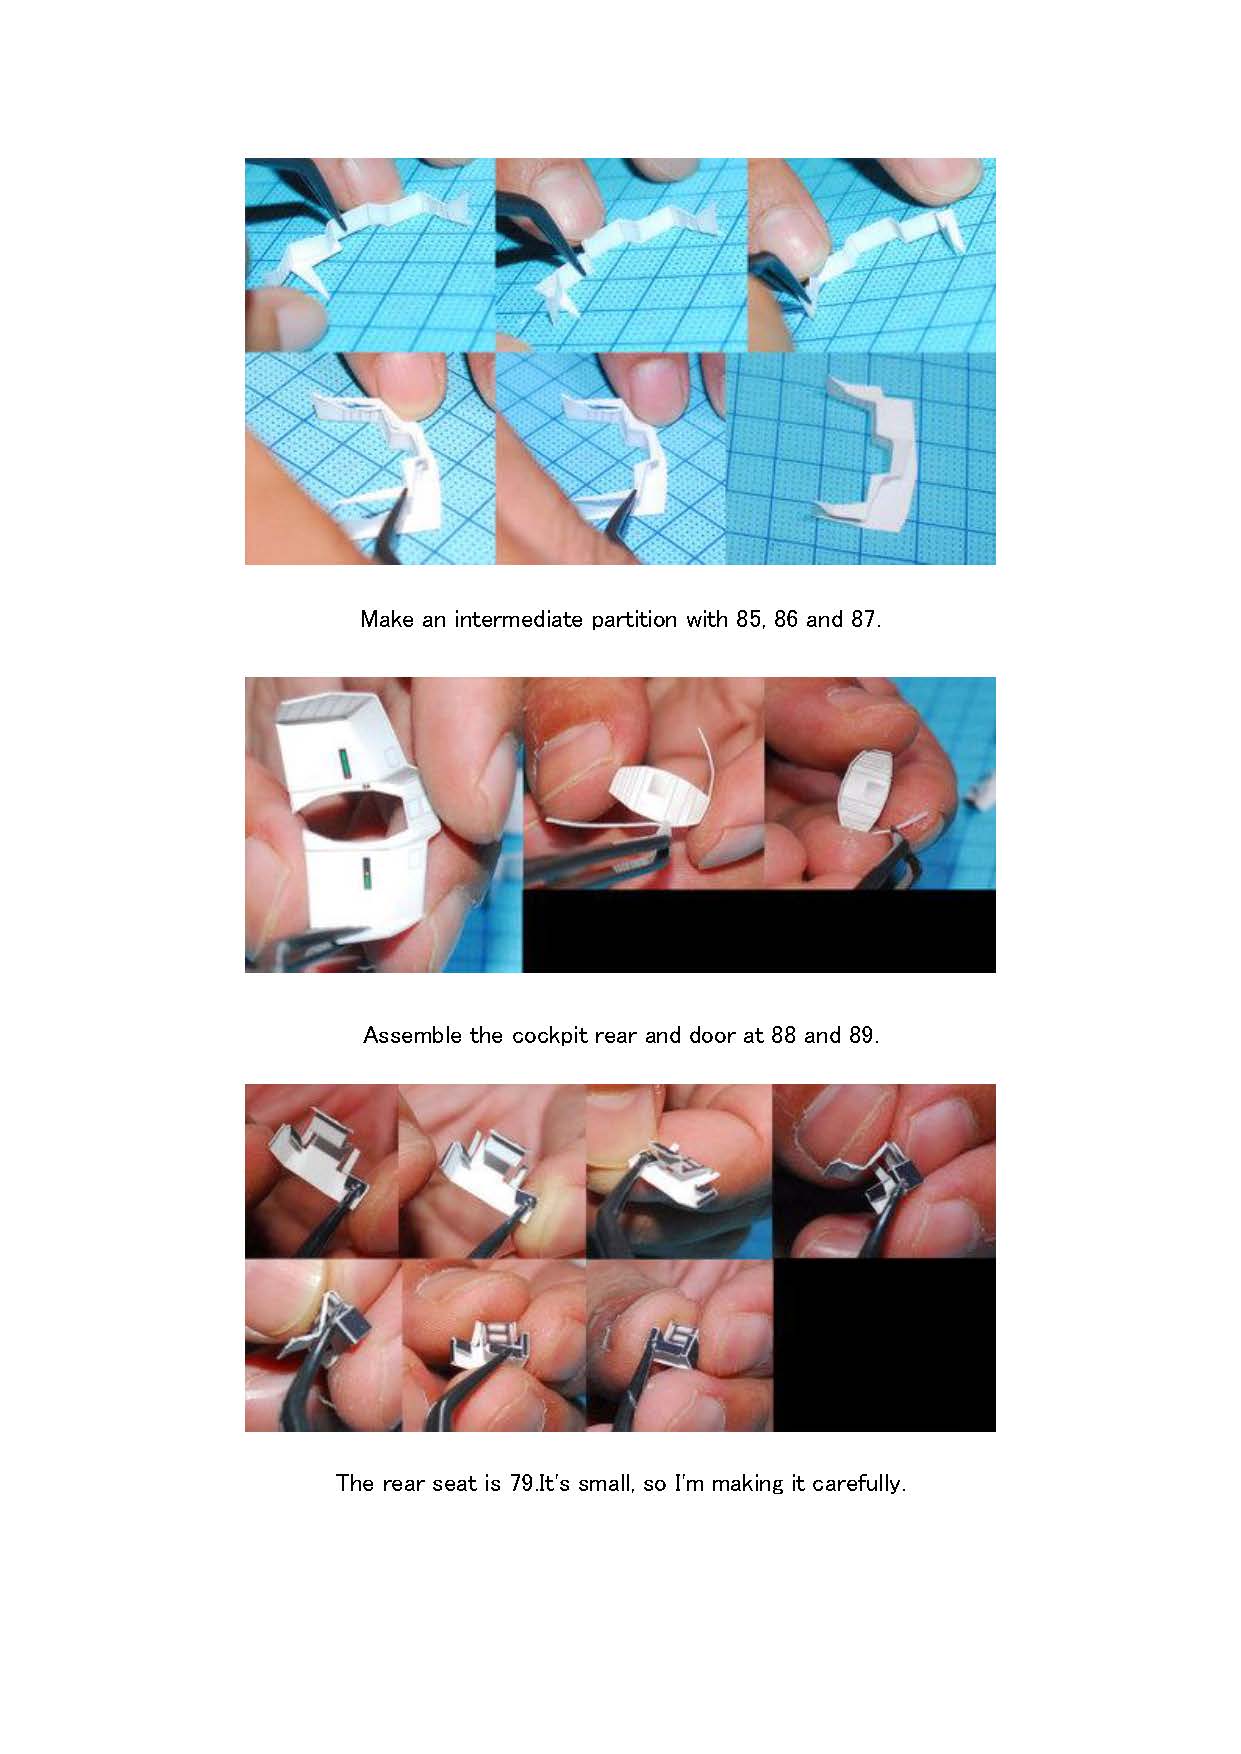 Make an intermediate partition with 85, 86 and 87.
Assemble the cockpit rear and door at 88 and 89.
The rear seat is 79.It's small, so I'm making it carefully.